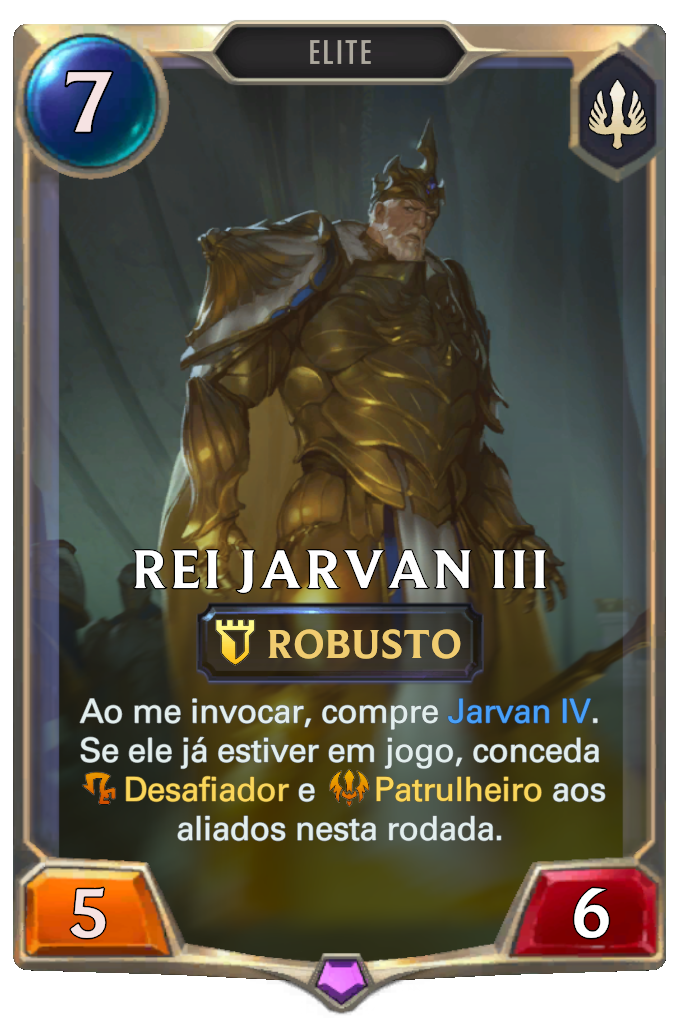 ELITE
7
REI JARVAN III
ROBUSTO
Ao me invocar, compre Jarvan IV.
Se ele já estiver em jogo, conceda
Desafiador e Patrulheiro aos
aliados nesta rodada.
5 6